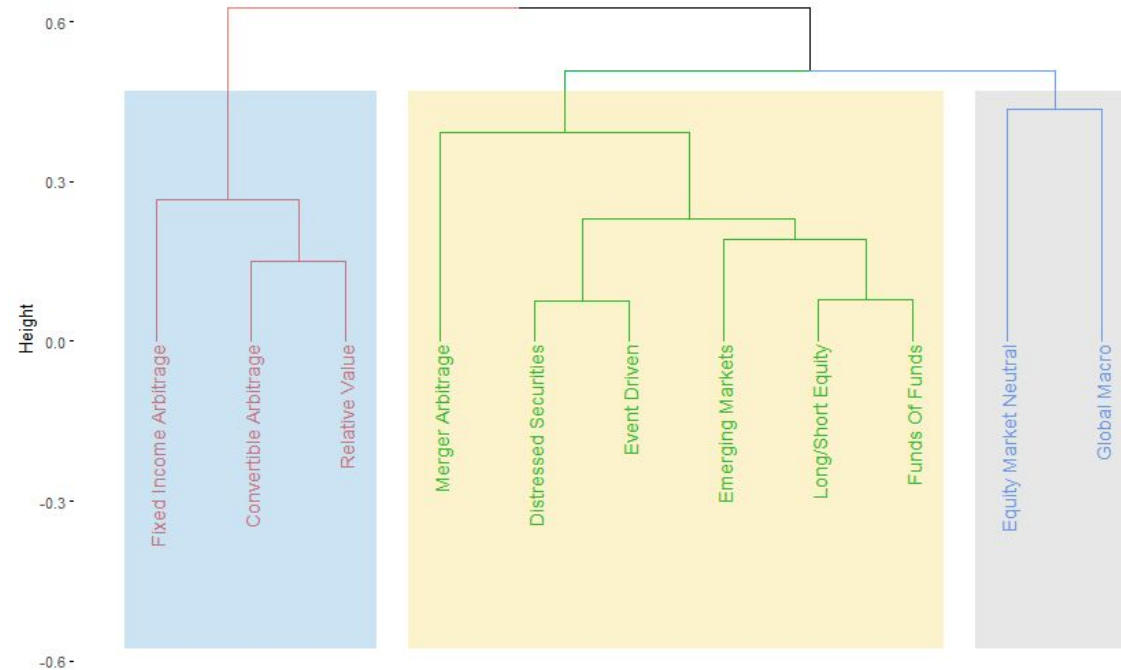 0.6
0.3
0.0
-0.3
-0.6
Height
Fixed Income Arbitrage
Convertible Arbitrage
Relative Value
Merger Arbitrage
Distressed Securities
Event Driven
Emerging Markets
Long/Short Equity
Funds Of Funds
Equity Market Neutral
Global Macro